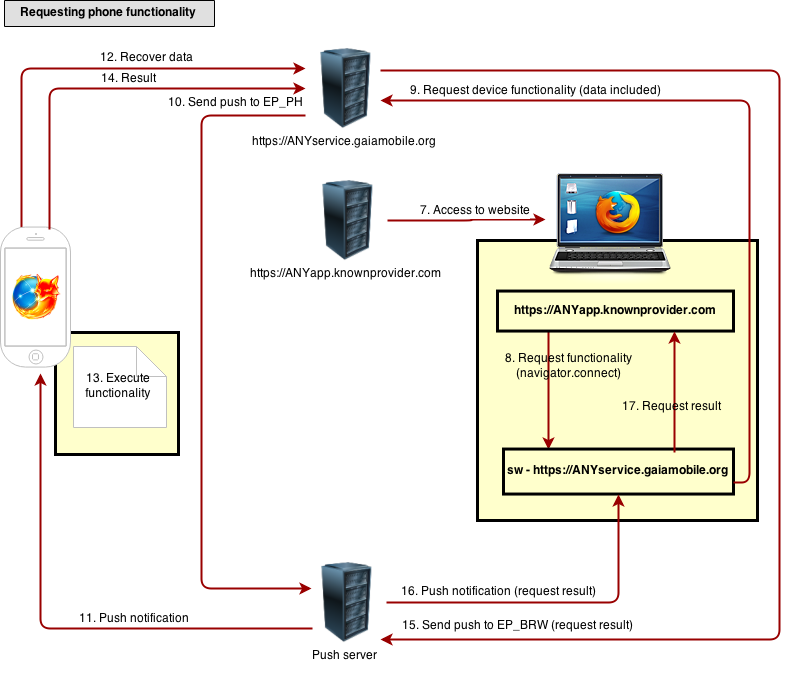 Requesting phone functionality
12. Recover data
14. Result
10. Send push to EP_PH
9. Request device functionality (data included)
https://ANYservice.gaiamobile.org
7. Access to website
https://ANYapp.knownprovider.com
https://ANYapp.knownprovider.com
8. Request functionality
(navigator.connect)
17. Request result
13. Execute
functionality
sw - https://ANYservice.gaiamobile.org
16. Push notification (request result)
11. Push notification
15. Send push to EP_BRW (request result)
Push server